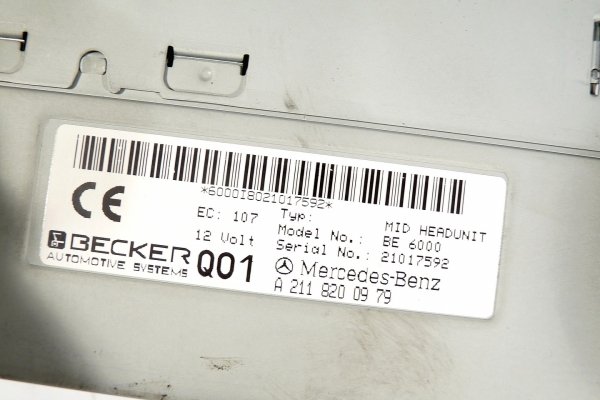 *6000I8021017592*
CE
EC: 107 Typ: MID HEADUNIT
12 Volt Model No.: BE 6000
Serial No.: 21017592
BECKER
AUTOMOTIVE SYSTEMS
Q01
Mercedes-Benz
A 211 820 09 79